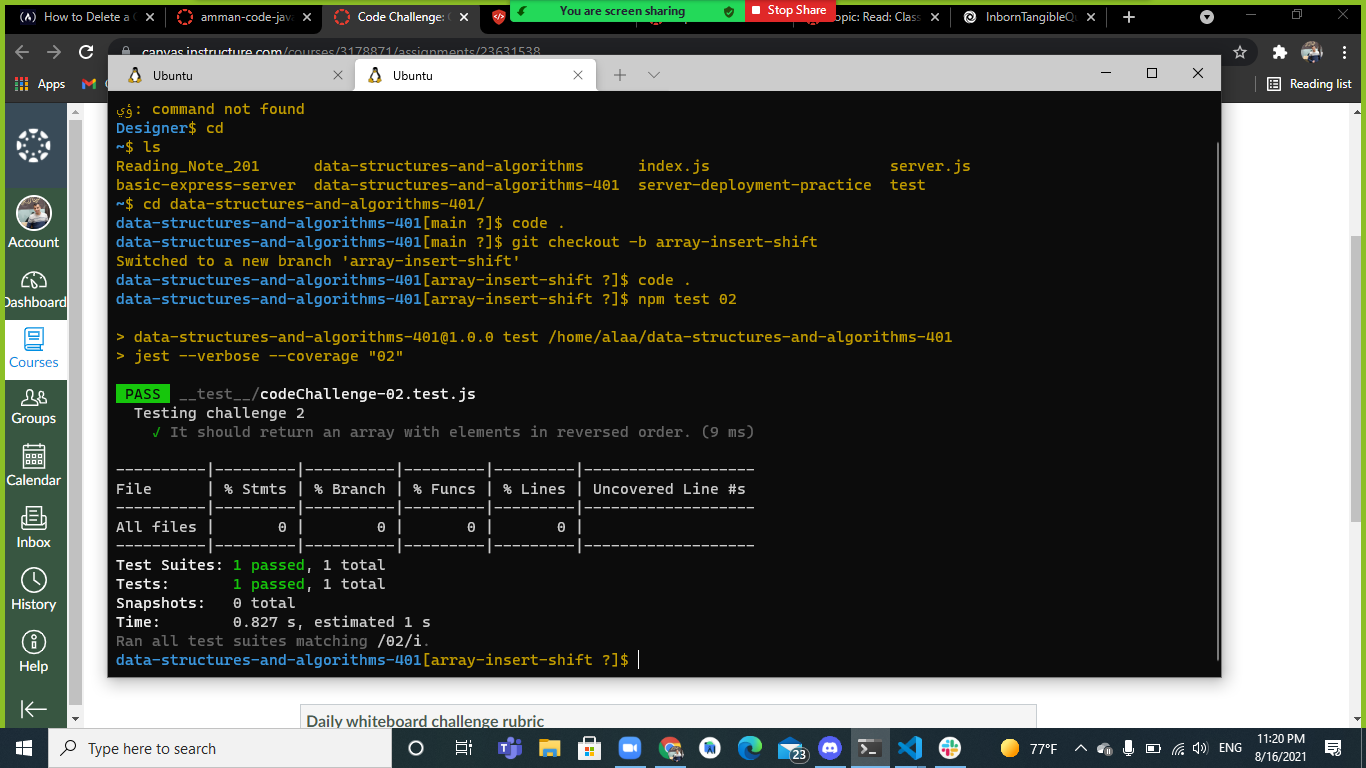 How to Delete a
amman-code-java
Code Challenge:
You are screen sharing
Stop Share
opic: Read: Class
InbornTangibleQu
canvas.instructure.com/courses/3178871/assignments/23631538
Apps
Reading list
Ubuntu
Ubuntu
ؤي: command not found
Designer$ cd
~$ ls
Reading_Note_201 data-structures-and-algorithms index.js server.js
basic-express-server data-structures-and-algorithms-401 server-deployment-practice test
~$ cd data-structures-and-algorithms-401/
data-structures-and-algorithms-401[main ?]$ code .
data-structures-and-algorithms-401[main ?]$ git checkout -b array-insert-shift
Switched to a new branch 'array-insert-shift'
data-structures-and-algorithms-401[array-insert-shift ?]$ code .
data-structures-and-algorithms-401[array-insert-shift ?]$ npm test 02
> data-structures-and-algorithms-401@1.0.0 test /home/alaa/data-structures-and-algorithms-401
> jest --verbose --coverage "02"
PASS __test__/codeChallenge-02.test.js
Testing challenge 2
√ It should return an array with elements in reversed order. (9 ms)
----------|---------|----------|---------|---------|-------------------
File | % Stmts | % Branch | % Funcs | % Lines | Uncovered Line #s
----------|---------|----------|---------|---------|-------------------
All files | 0 | 0 | 0 | 0 |
----------|---------|----------|---------|---------|-------------------
Test Suites: 1 passed, 1 total
Tests: 1 passed, 1 total
Snapshots: 0 total
Time: 0.827 s, estimated 1 s
Ran all test suites matching /02/i.
data-structures-and-algorithms-401[array-insert-shift ?]$
Account
Dashboard
Courses
Groups
Calendar
Inbox
History
Help
Daily whiteboard challenge rubric
Type here to search
23
77°F
ENG
11:20 PM
8/16/2021